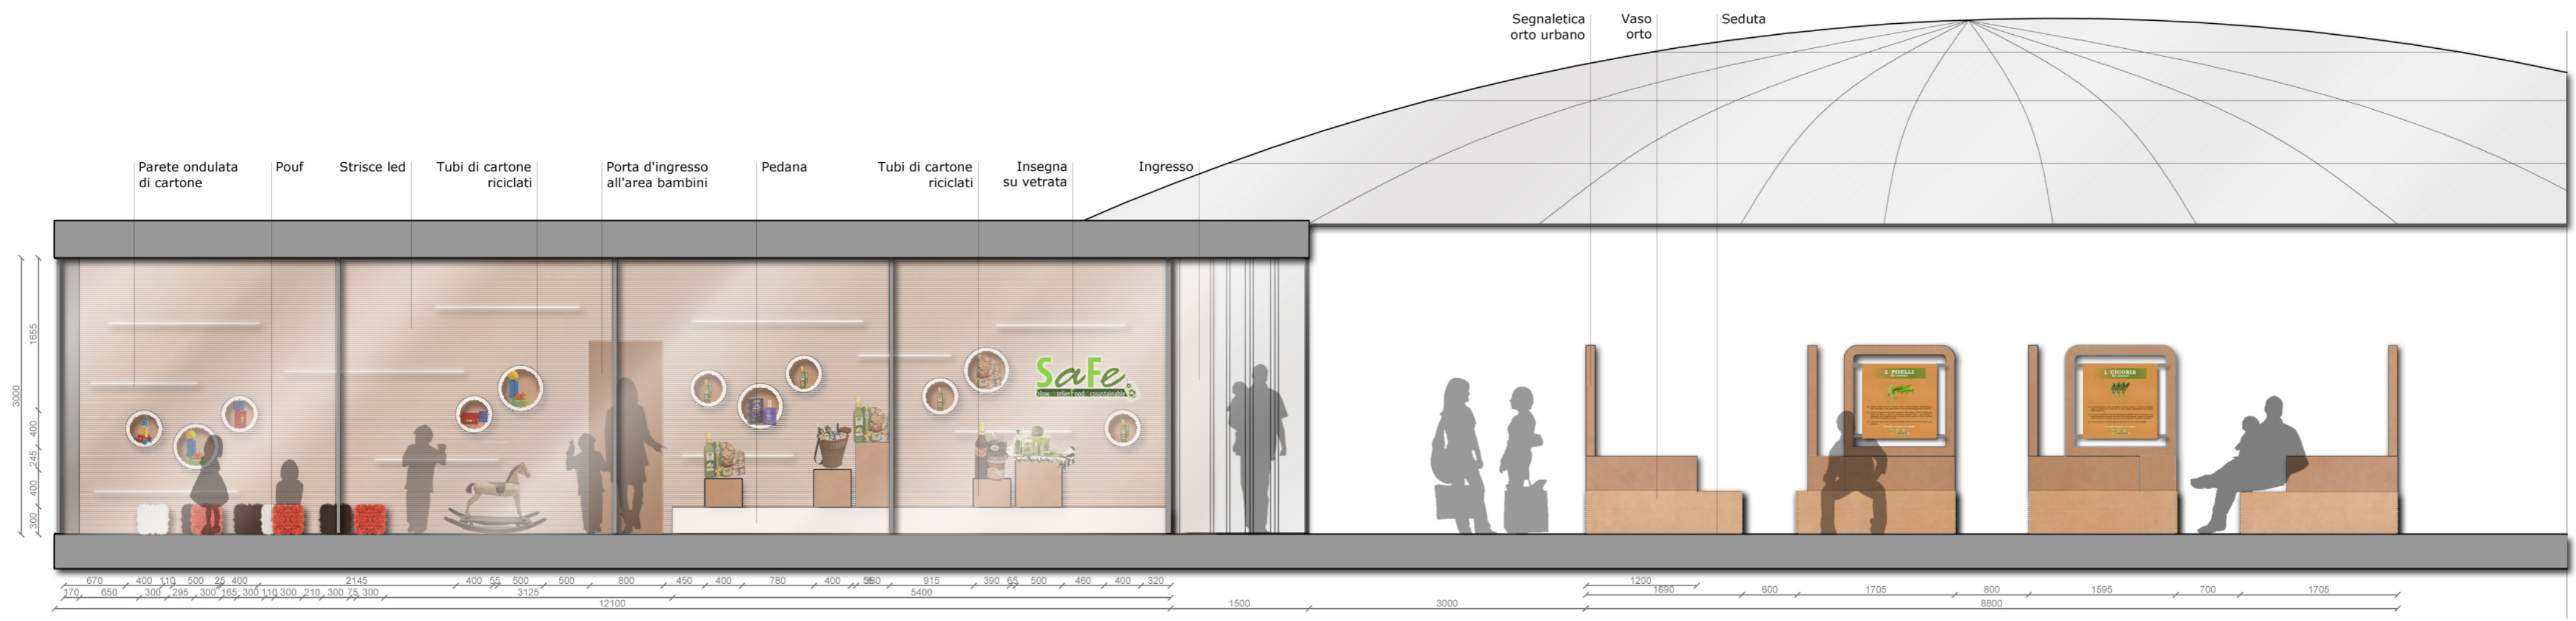 Segnaletica
orto urbano
Vaso
orto
Seduta
Parete ondulata
di cartone
Pouf
Strisce led
Tubi di cartone
riciclati
Porta d'ingresso
all'area bambini
Pedana
Tubi di cartone
riciclati
Insegna
su vetrata
Ingresso
SaFe
2. PISELLI
1. CICORIA
3000
1655
400
245
400
300
670 400 110 500 25 400 2145 400 55 500 500 800 450 400 780 400 915 390 65 500 460 400 320
170 650 300 295 300 165 300 110 300 210 300 75 300 3125 5400
12100 1500 3000
1200
1690 600 1705 800 1595 700 1705
8800